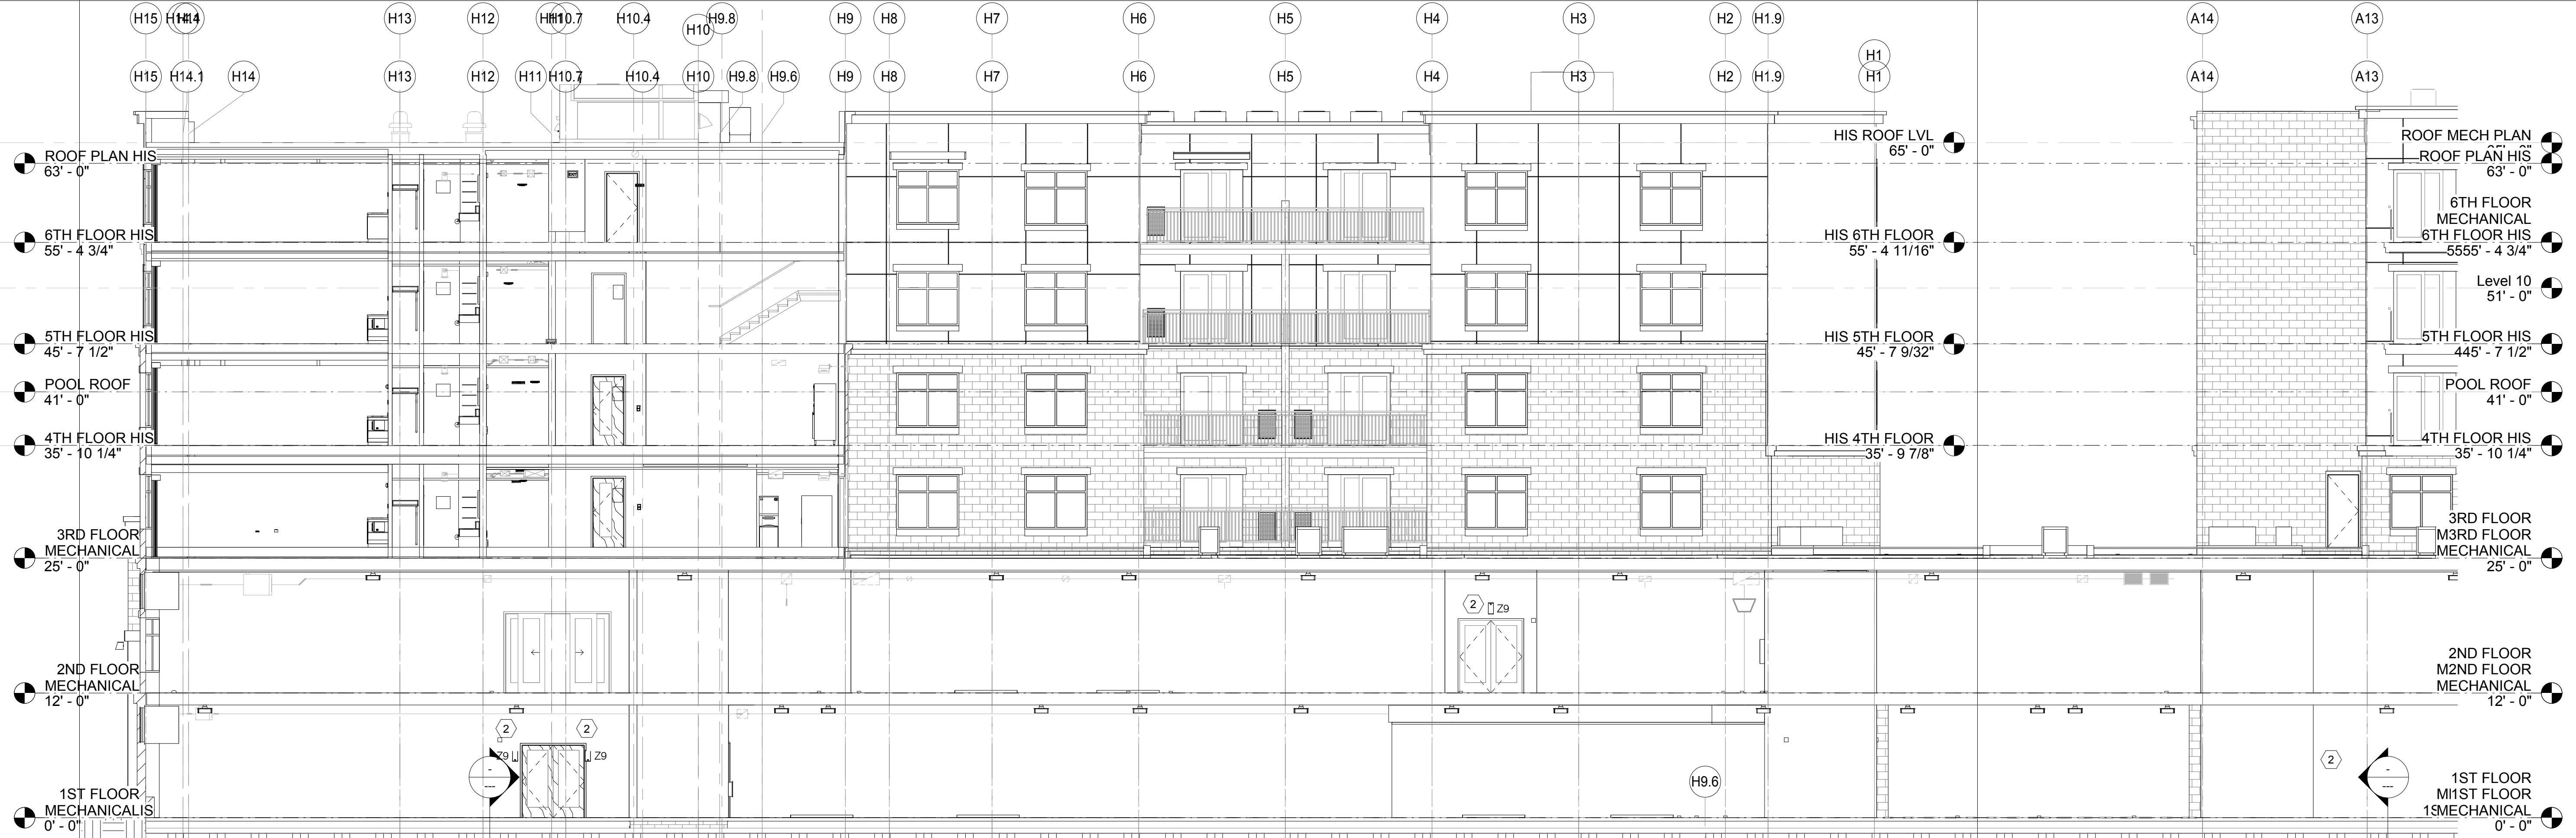 H15 H14.1 H13 H12 H10.7 H10.4 H10 H9.8 H9 H8 H7 H6 H5 H4 H3 H2 H1.9 H1 A14 A13
H15 H14.1 H14 H13 H12 H11 H10.7 H10.4 H10 H9.8 H9.6 H9 H8 H7 H6 H5 H4 H3 H2 H1.9 H1 A14 A13
ROOF PLAN HIS
63' - 0"
6TH FLOOR HIS
55' - 4 3/4"
5TH FLOOR HIS
45' - 7 1/2"
POOL ROOF
41' - 0"
4TH FLOOR HIS
35' - 10 1/4"
3RD FLOOR
MECHANICAL
25' - 0"
2ND FLOOR
MECHANICAL
12' - 0"
1ST FLOOR
MECHANICALIS
0' - 0"
EXIT
2 Z9
2 2
Z9 Z9
-
---
H9.6
HIS ROOF LVL
65' - 0"
HIS 6TH FLOOR
55' - 4 11/16"
HIS 5TH FLOOR
45' - 7 9/32"
HIS 4TH FLOOR
35' - 9 7/8"
ROOF MECH PLAN
ROOF PLAN HIS
63' - 0"
6TH FLOOR
MECHANICAL
6TH FLOOR HIS
5555' - 4 3/4"
Level 10
51' - 0"
5TH FLOOR HIS
445' - 7 1/2"
POOL ROOF
41' - 0"
4TH FLOOR HIS
35' - 10 1/4"
3RD FLOOR
M3RD FLOOR
MECHANICAL
25' - 0"
2ND FLOOR
M2ND FLOOR
MECHANICAL
12' - 0"
2
-
---
1ST FLOOR
MI1ST FLOOR
1SMECHANICAL
0' - 0"